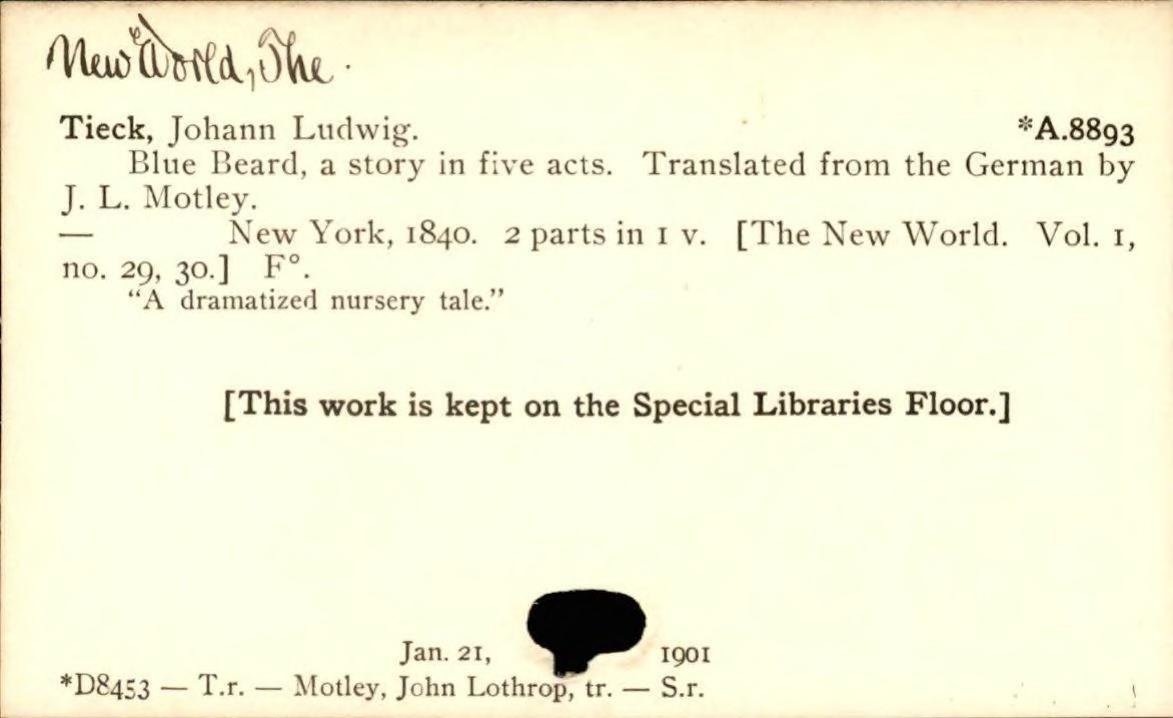 New World, The.
Tieck, Johann Ludwig. *A.8893
Blue Beard, a story in five acts. Translated from the German by
J. L. Motley.
— New York, 1840. 2 parts in 1 v. [The New World. Vol. 1,
no. 29, 30.] F°.
“A dramatized nursery tale.”
[This work is kept on the Special Libraries Floor.]
Jan. 21, 1901
*D8453 — T.r. — Motley, John Lothrop, tr. — S.r.